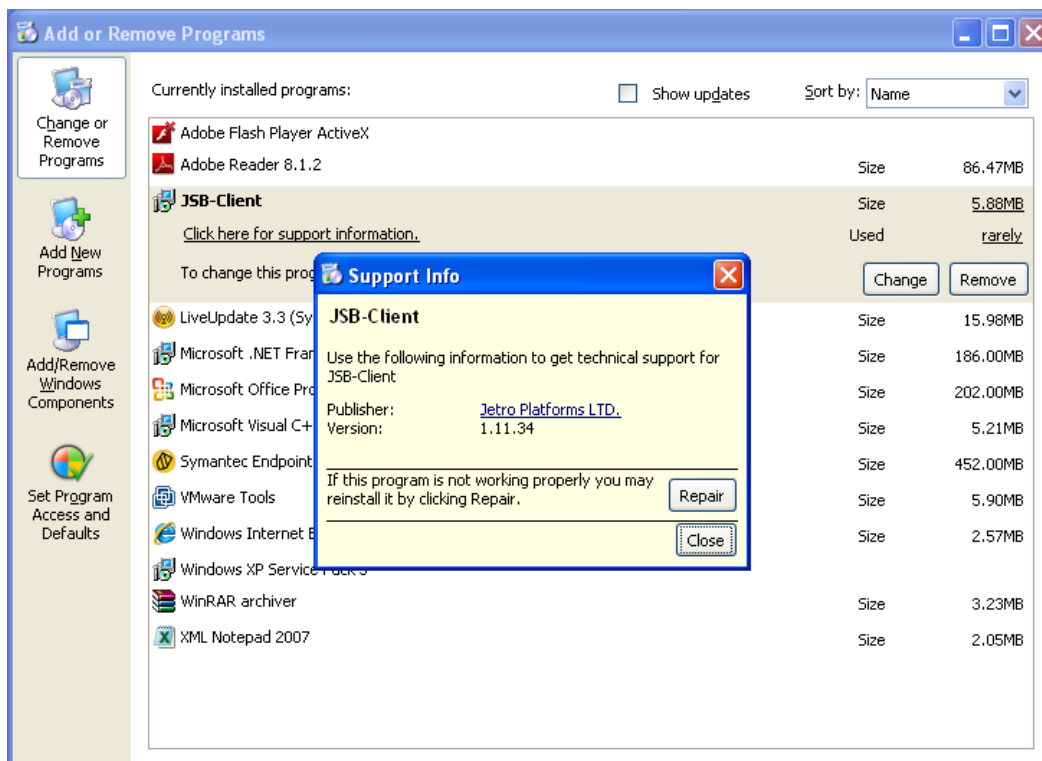 Add or Remove Programs
Change or
Remove
Programs
Add New
Programs
Add/Remove
Windows
Components
Set Program
Access and
Defaults
Currently installed programs:
Show updates
Sort by: Name
Adobe Flash Player ActiveX
Adobe Reader 8.1.2 Size 86.47MB
JSB-Client Size 5.88MB
Click here for support information. Used rarely
To change this prog Change Remove
LiveUpdate 3.3 (Sy Size 15.98MB
Microsoft .NET Fran Size 186.00MB
Microsoft Office Pro Size 202.00MB
Microsoft Visual C+ Size 5.21MB
Symantec Endpoint Size 452.00MB
VMware Tools Size 5.90MB
Windows Internet E Size 2.57MB
Windows XP Service Pack 3
WinRAR archiver Size 3.23MB
XML Notepad 2007 Size 2.05MB
Support Info
JSB-Client
Use the following information to get technical support for
JSB-Client
Publisher: Jetro Platforms LTD.
Version: 1.11.34
If this program is not working properly you may
reinstall it by clicking Repair.
Repair
Close